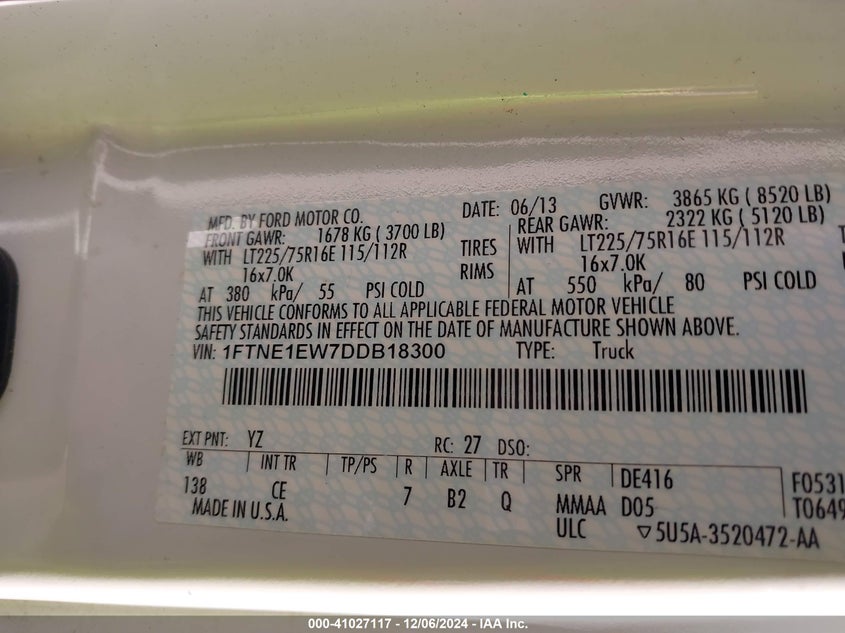 MFD. BY FORD MOTOR CO. DATE: 06/13 GVWR: 3865 KG ( 8520 LB)
FRONT GAWR: 1678 KG ( 3700 LB) REAR GAWR: 2322 KG ( 5120 LB)
WITH LT225/75R16E 115/112R TIRES WITH LT225/75R16E 115/112R
16x7.0K RIMS 16x7.0K
AT 380 kPa/ 55 PSI COLD AT 550 kPa/ 80 PSI COLD
THIS VEHICLE CONFORMS TO ALL APPLICABLE FEDERAL MOTOR VEHICLE
SAFETY STANDARDS IN EFFECT ON THE DATE OF MANUFACTURE SHOWN ABOVE.
VIN: 1FTNE1EW7DDB18300 TYPE: Truck
EXT PNT: YZ RC: 27 DSO:
WB INT TR TP/PS R AXLE TR SPR DE416 F0531
138 CE 7 B2 Q MMAA D05 T0649
MADE IN U.S.A. ULC ▽5U5A-3520472-AA
000-41027117 - 12/06/2024 - IAA Inc.